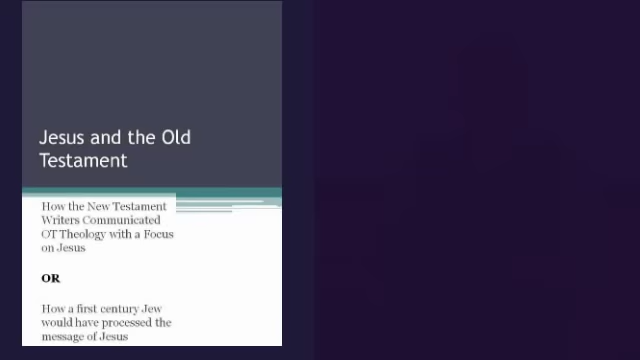 Jesus and the Old
Testament
How the New Testament
Writers Communicated
OT Theology with a Focus
on Jesus
OR
How a first century Jew
would have processed the
message of Jesus